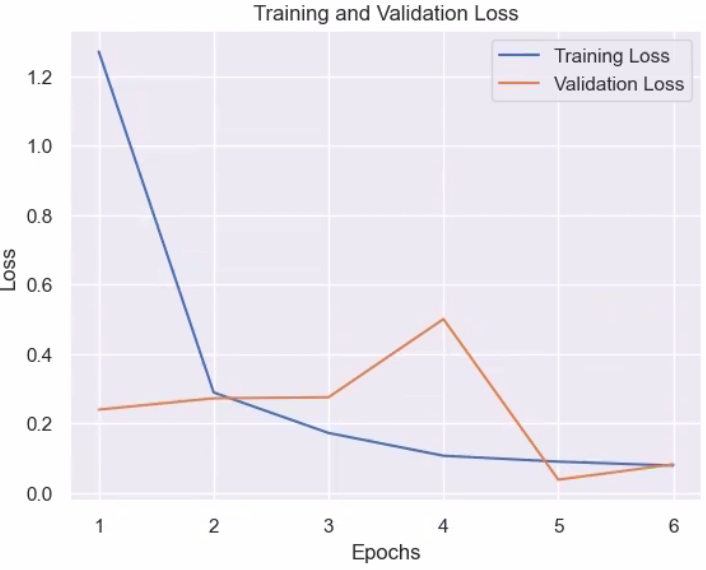 Training and Validation Loss
Training Loss
Validation Loss
1.2
1.0
0.8
0.6
0.4
0.2
0.0
Loss
1 2 3 4 5 6
Epochs